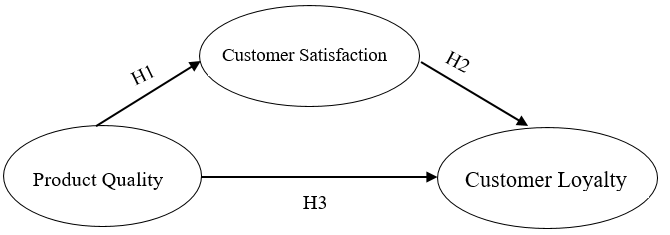 Customer Satisfaction
H1
H2
Product Quality
Customer Loyalty
H3